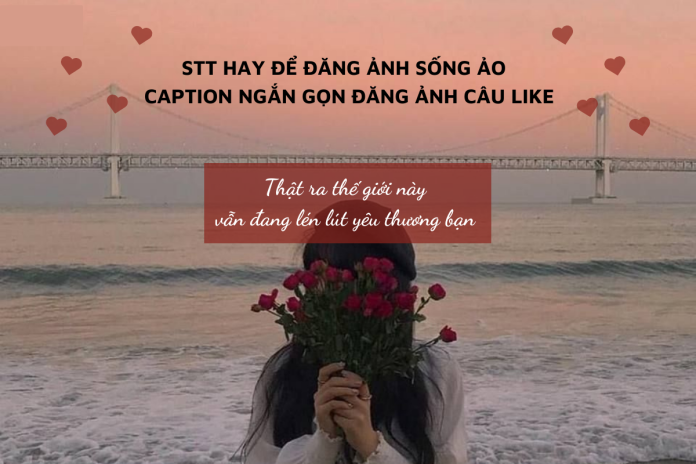 STT HAY ĐỂ ĐĂNG ẢNH SỐNG ẢO
CAPTION NGẮN GỌN ĐĂNG ẢNH CÂU LIKE
Thật ra thế giới này
vẫn đang lén lút yêu thương bạn